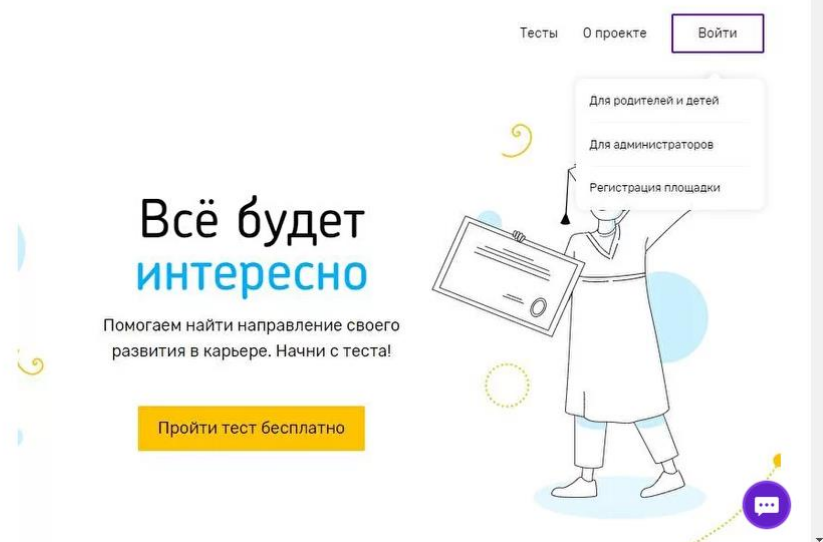 Тесты О проекте Войти
Для родителей и детей
Для администраторов
Регистрация площадки
Всё будет
интересно
Помогаем найти направление своего
развития в карьере. Начни с теста!
Пройти тест бесплатно